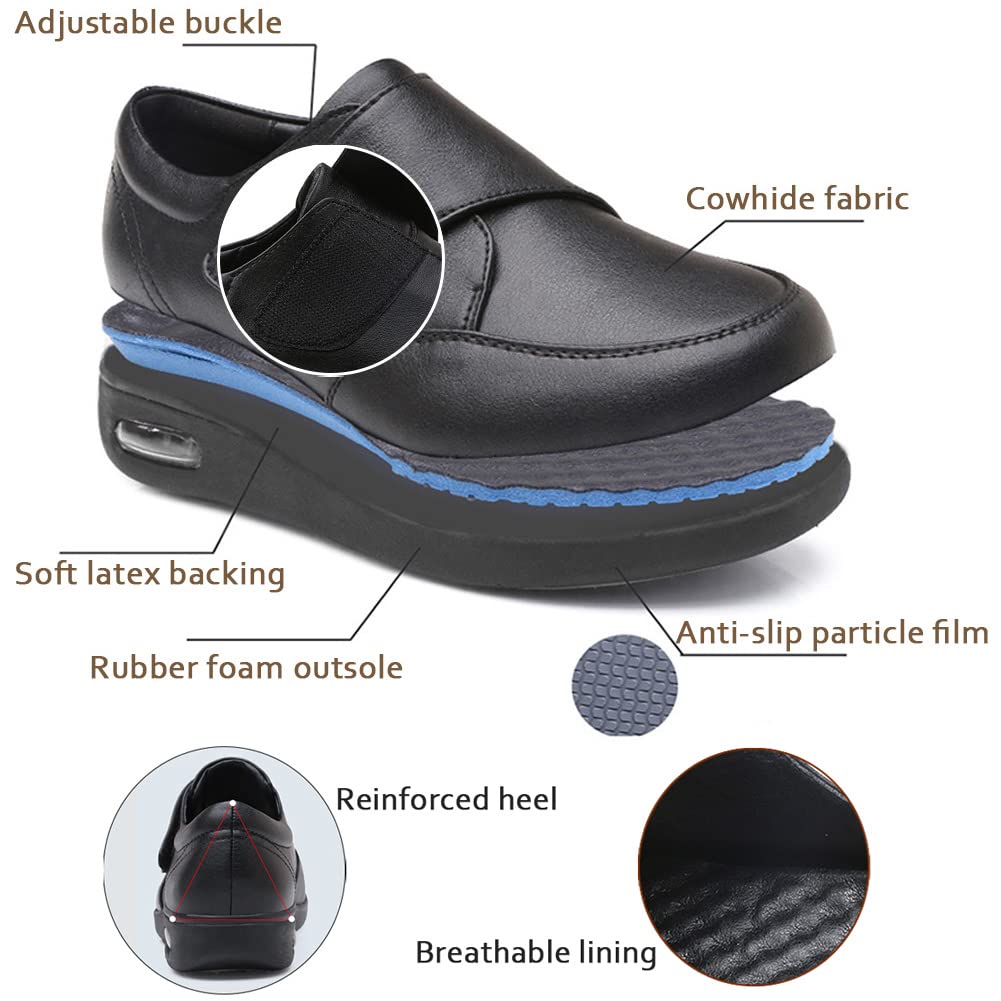 Adjustable buckle
Cowhide fabric
Soft latex backing
Anti-slip particle film
Rubber foam outsole
Reinforced heel
Breathable lining